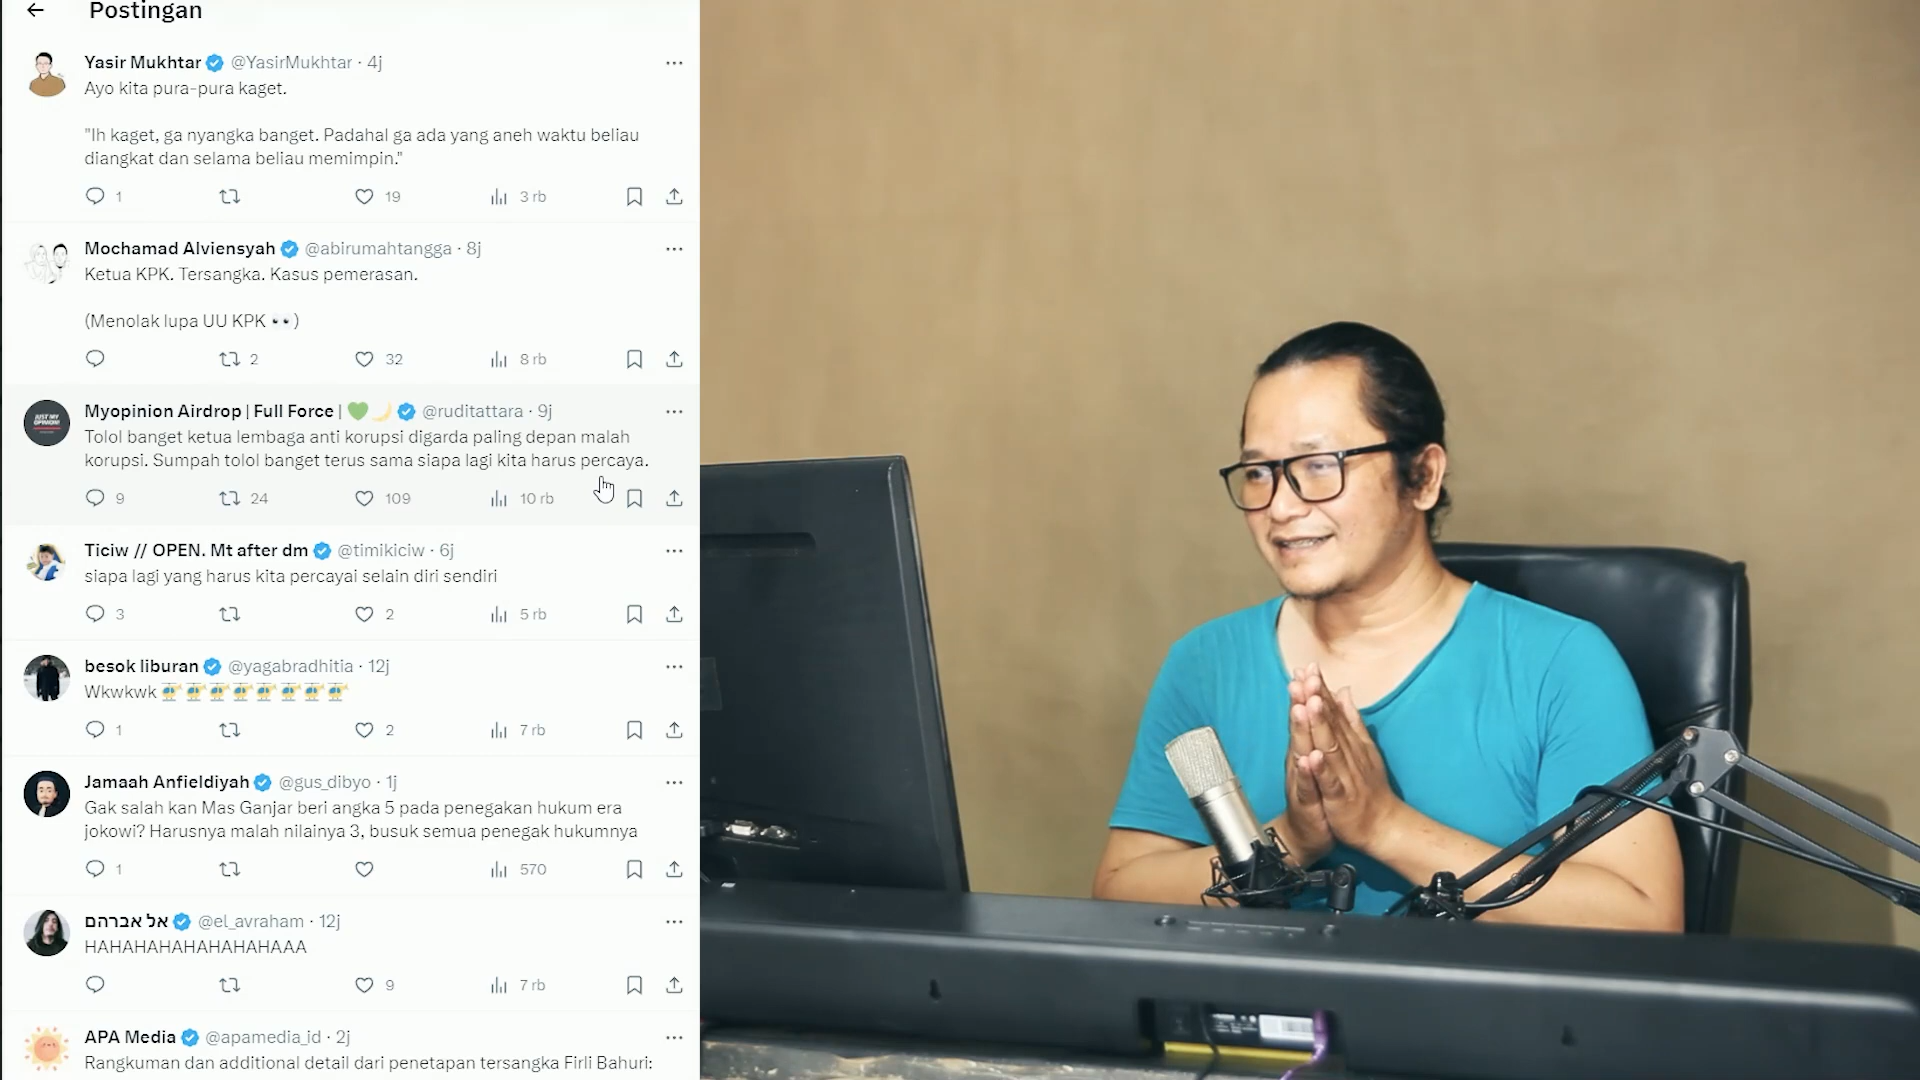 Postingan
Yasir Mukhtar @YasirMukhtar · 4j
Ayo kita pura-pura kaget.
"Ih kaget, ga nyangka banget. Padahal ga ada yang aneh waktu beliau
diangkat dan selama beliau memimpin."
1 19 3 rb
Mochamad Alviensyah @abirumahtangga · 8j
Ketua KPK. Tersangka. Kasus pemerasan.
(Menolak lupa UU KPK 👀)
2 32 8 rb
JUST MY
OPINION!
Myopinion Airdrop | Full Force | 💚🌙 @ruditattara · 9j
Tolol banget ketua lembaga anti korupsi digarda paling depan malah
korupsi. Sumpah tolol banget terus sama siapa lagi kita harus percaya.
9 24 109 10 rb
Ticiw // OPEN. Mt after dm @timikiciw · 6j
siapa lagi yang harus kita percayai selain diri sendiri
3 2 5 rb
besok liburan @yagabradhitia · 12j
Wkwkwk 🚁🚁🚁🚁🚁🚁🚁🚁
1 2 7 rb
Jamaah Anfieldiyah @gus_dibyo · 1j
Gak salah kan Mas Ganjar beri angka 5 pada penegakan hukum era
jokowi? Harusnya malah nilainya 3, busuk semua penegak hukumnya
1 570
אל אברהם @el_avraham · 12j
HAHAHAHAHAHAHAHAAA
9 7 rb
APA Media @apamedia_id · 2j
Rangkuman dan additional detail dari penetapan tersangka Firli Bahuri: